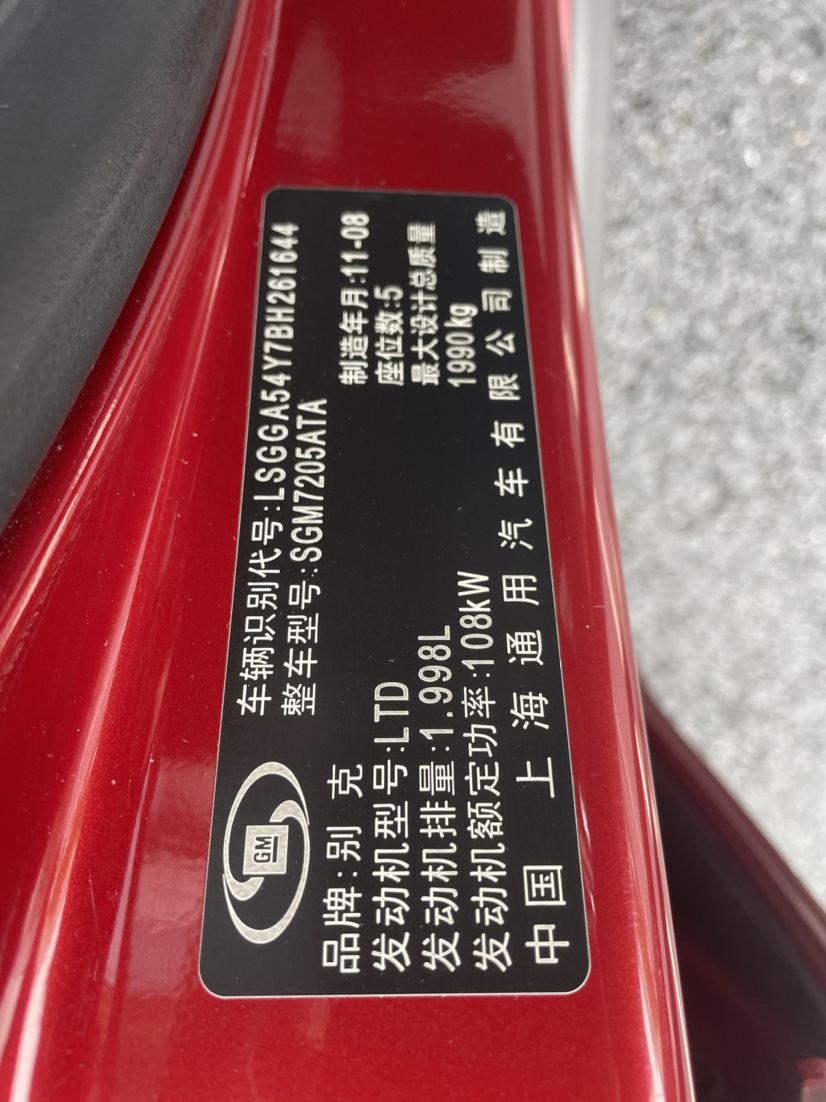 车辆识别代号:LSGGA54Y7BH261644
整车型号:SGM7205ATA
GM
品牌:别 克
发动机型号:LTD
发动机排量:1.998L
发动机额定功率:108kW
制造年月:11-08
座位数:5
最大设计总质量
1990kg
中国 上海通用汽车有限公司制造